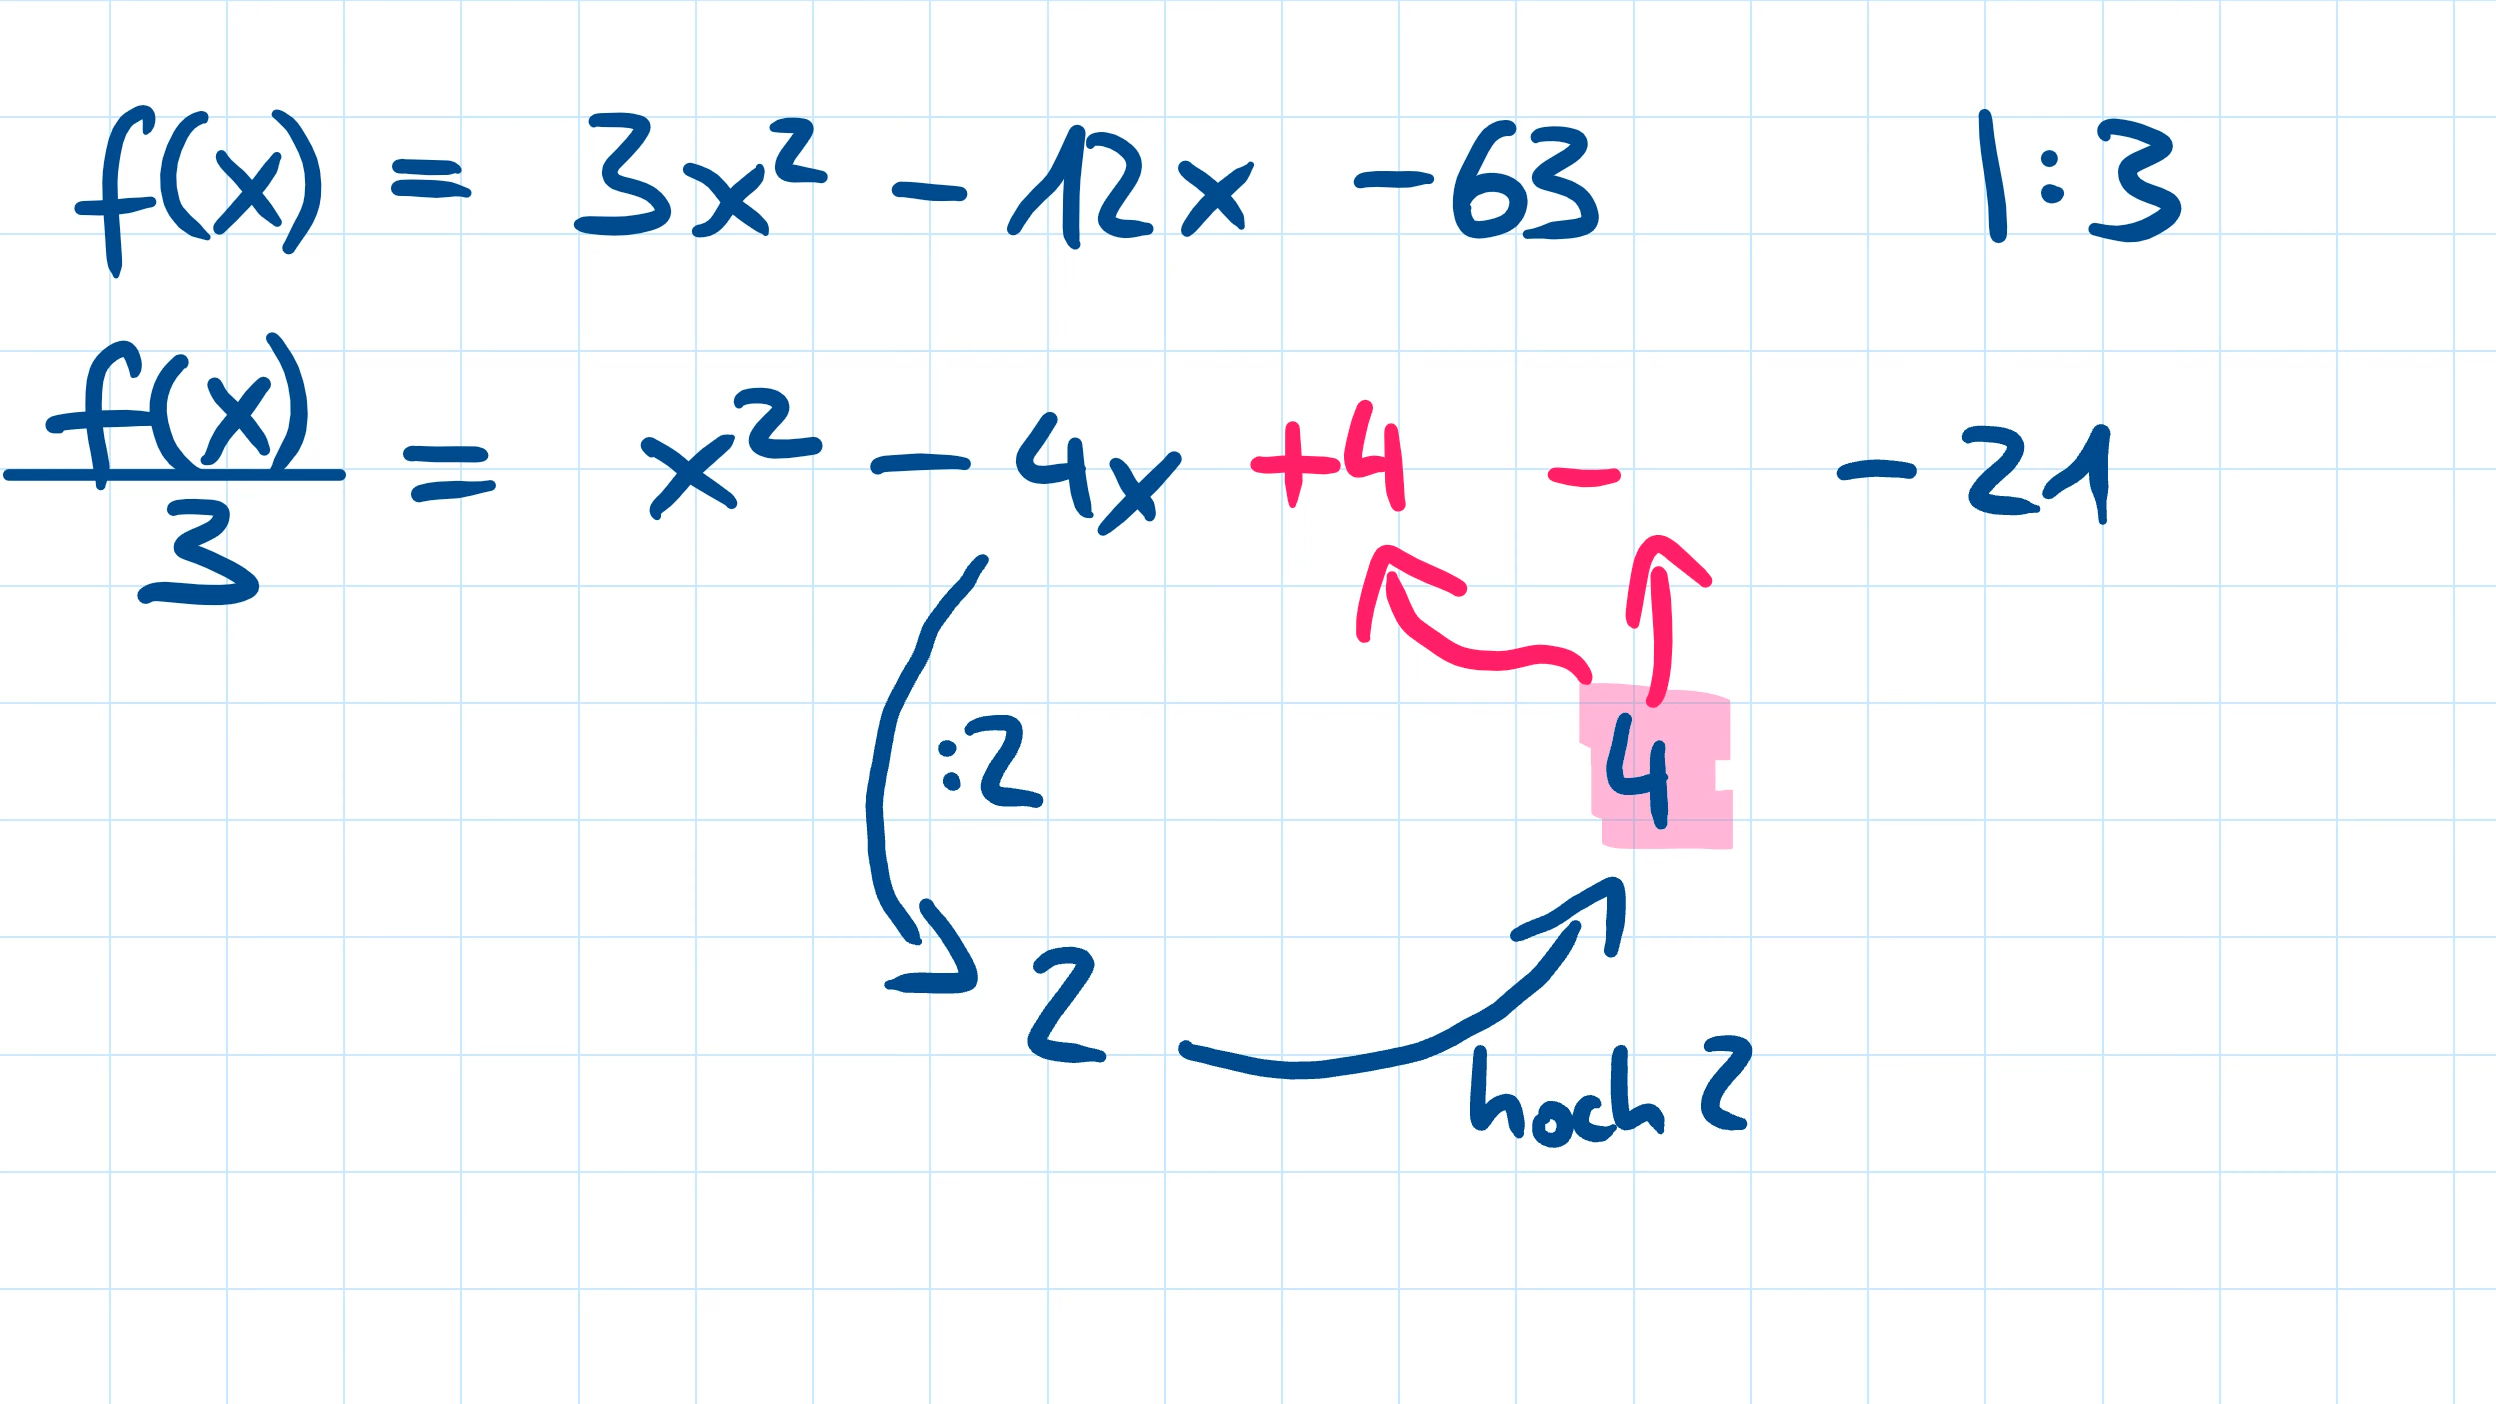 f(x) = 3x² - 12x - 63 | : 3
f(x)/3 = x² - 4x + 4 - - 21
: 2
4
2
hoch 2